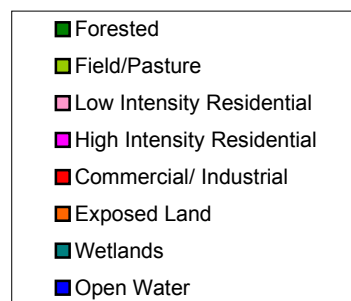 Forested
Field/Pasture
Low Intensity Residential
High Intensity Residential
Commercial/ Industrial
Exposed Land
Wetlands
Open Water